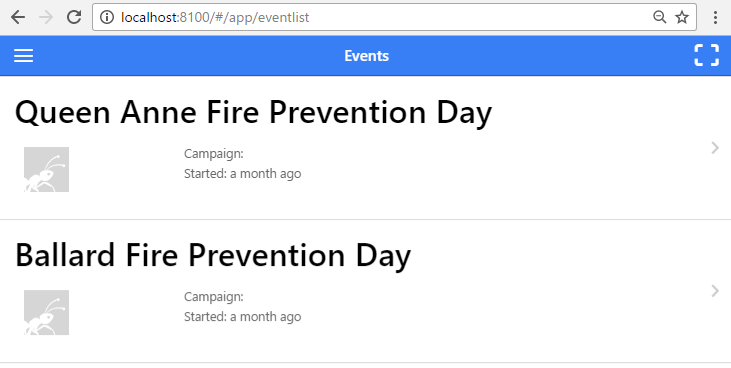 localhost:8100/#/app/eventlist
Events
Queen Anne Fire Prevention Day
Campaign:
Started: a month ago
Ballard Fire Prevention Day
Campaign:
Started: a month ago